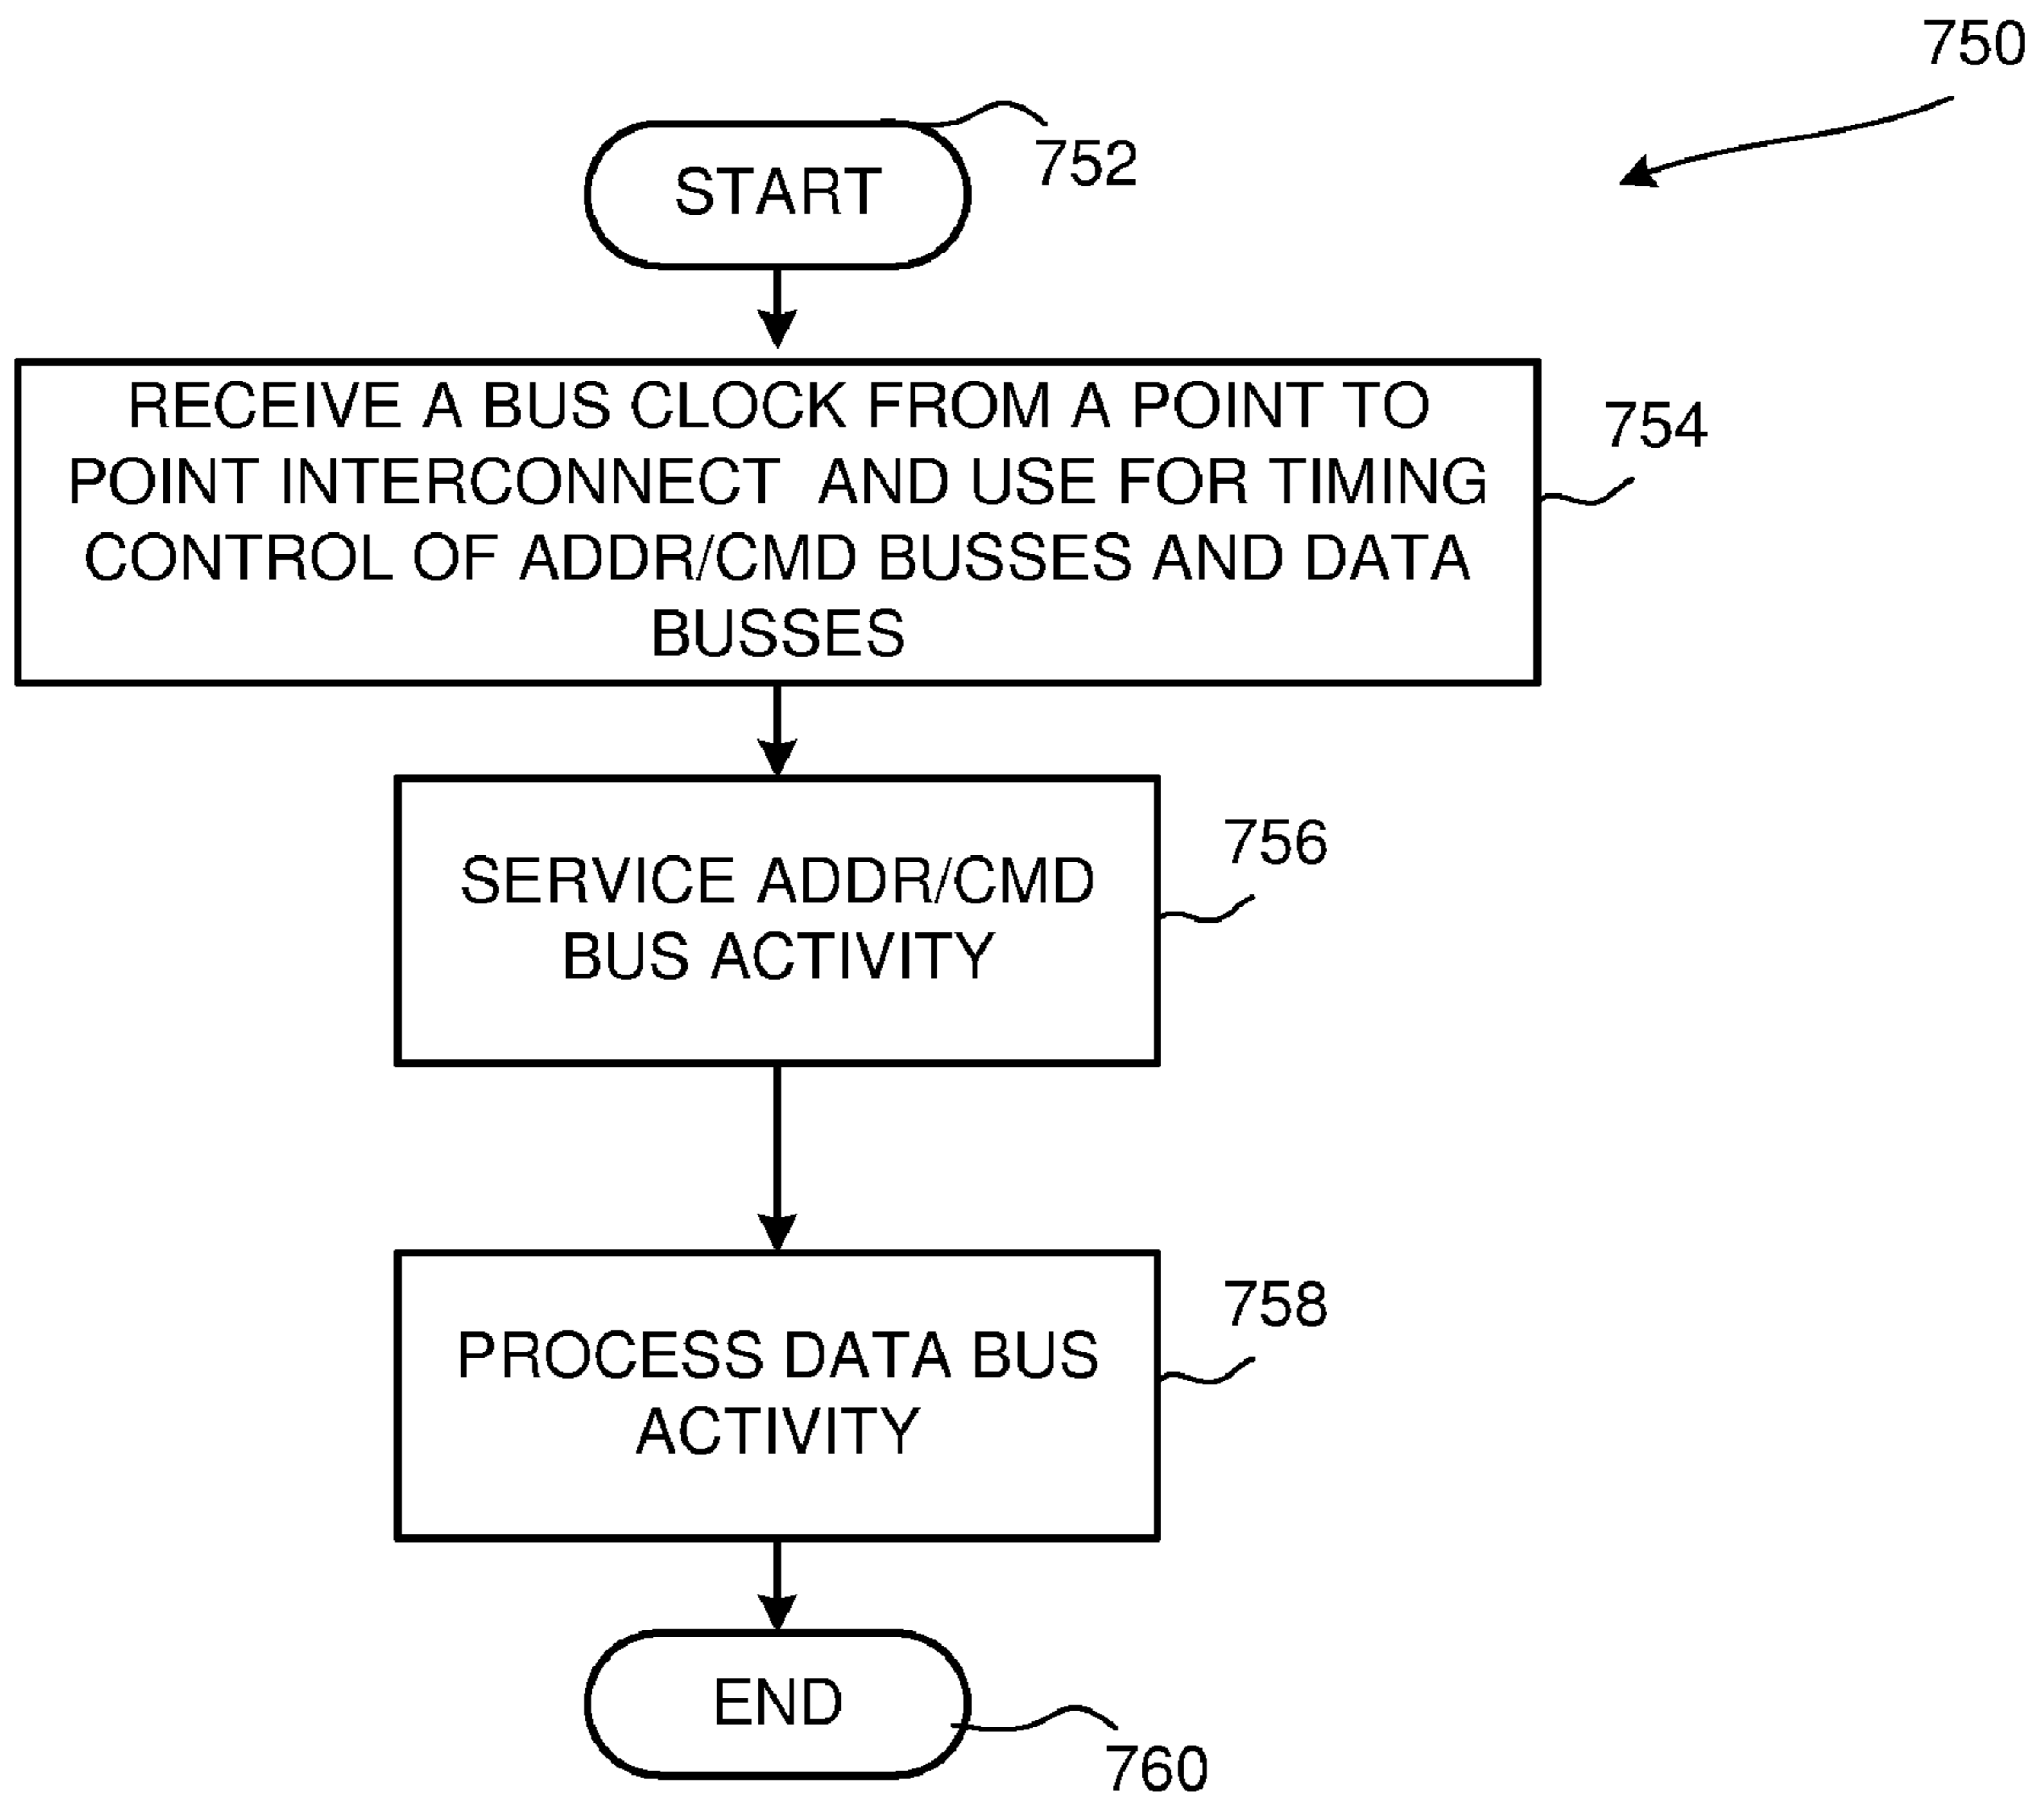 750
START
752
RECEIVE A BUS CLOCK FROM A POINT TO
POINT INTERCONNECT AND USE FOR TIMING
CONTROL OF ADDR/CMD BUSSES AND DATA
BUSSES
754
SERVICE ADDR/CMD
BUS ACTIVITY
756
PROCESS DATA BUS
ACTIVITY
758
END
760